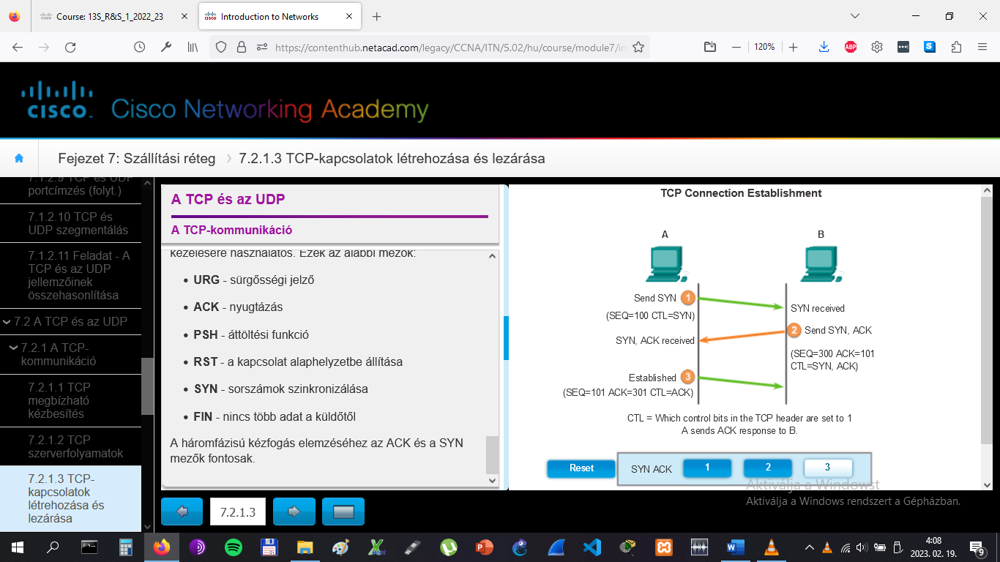 Course: 13S_R&S_1_2022_23
Introduction to Networks
https://contenthub.netacad.com/legacy/CCNA/ITN/5.02/hu/course/module7/in
120%
ABP
CISCO
Cisco Networking Academy
Fejezet 7: Szállítási réteg
7.2.1.3 TCP-kapcsolatok létrehozása és lezárása
7.1.2.9 TCP és UDP
portcímzés (folyt.)
7.1.2.10 TCP és
UDP szegmentálás
7.1.2.11 Feladat - A
TCP és az UDP
jellemzőinek
összehasonlítása
7.2 A TCP és az UDP
7.2.1 A TCP-
kommunikáció
7.2.1.1 TCP
megbízható
kézbesítés
7.2.1.2 TCP
szerverfolyamatok
7.2.1.3 TCP-
kapcsolatok
létrehozása és
lezárása
A TCP és az UDP
A TCP-kommunikáció
kezelésére használatos. Ezek az alábbi mezők:
URG - sürgősségi jelző
ACK - nyugtázás
PSH - áttöltési funkció
RST - a kapcsolat alaphelyzetbe állítása
SYN - sorszámok szinkronizálása
FIN - nincs több adat a küldőtől
A háromfázisú kézfogás elemzéséhez az ACK és a SYN
mezők fontosak.
7.2.1.3
TCP Connection Establishment
A
B
Send SYN 1
(SEQ=100 CTL=SYN)
SYN received
2 Send SYN, ACK
SYN, ACK received
(SEQ=300 ACK=101
CTL=SYN, ACK)
Established 3
(SEQ=101 ACK=301 CTL=ACK)
CTL = Which control bits in the TCP header are set to 1
A sends ACK response to B.
Reset
SYN ACK
1
2
3
Aktiválja a Windowst
Aktiválja a Windows rendszert a Gépházban.
4:08
2023. 02. 19.
9